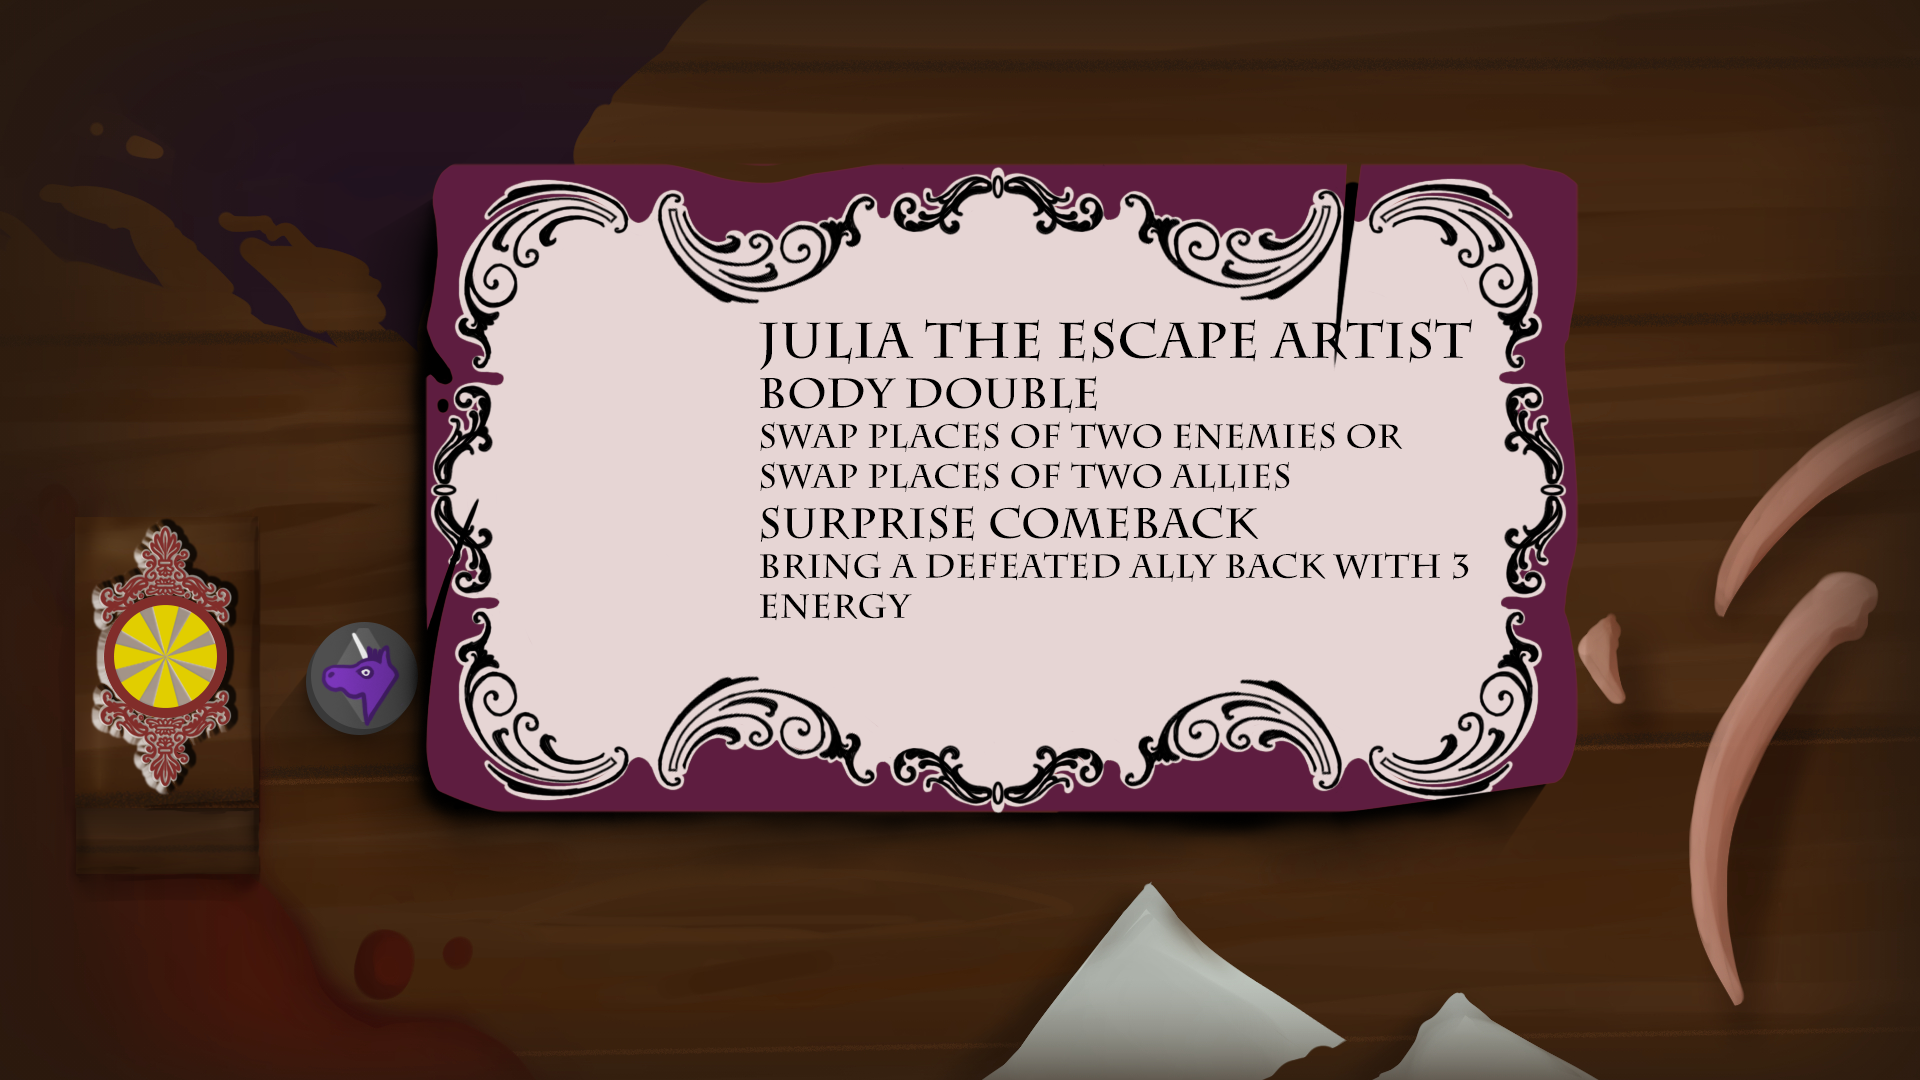 JULIA THE ESCAPE ARTIST
BODY DOUBLE
SWAP PLACES OF TWO ENEMIES OR
SWAP PLACES OF TWO ALLIES
SURPRISE COMEBACK
BRING A DEFEATED ALLY BACK WITH 3
ENERGY